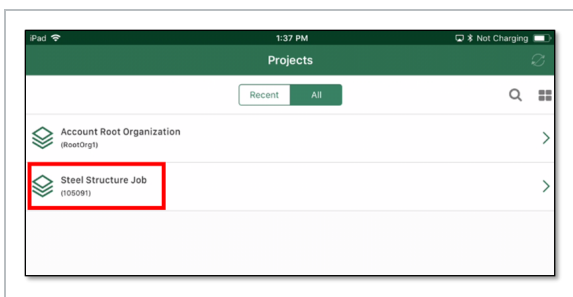 iPad 1:37 PM Not Charging
Projects
Recent All
Account Root Organization
(RootOrg1)
Steel Structure Job
(105091)